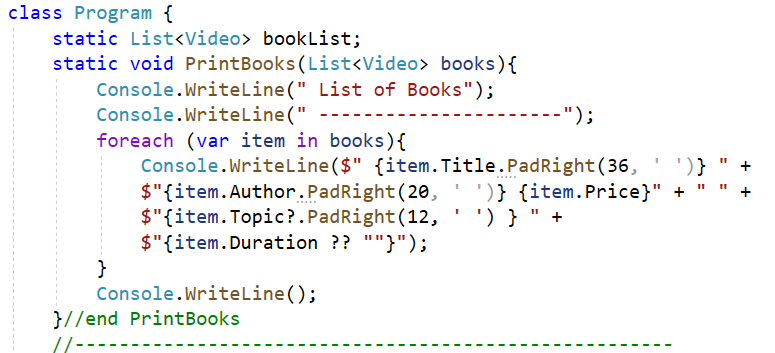 class Program {
static List<Video> bookList;
static void PrintBooks(List<Video> books){
Console.WriteLine(" List of Books");
Console.WriteLine(" ----------------------");
foreach (var item in books){
Console.WriteLine($" {item.Title.PadRight(36, ' ')} " +
$"{item.Author.PadRight(20, ' ')} {item.Price}" + " " +
$"{item.Topic?.PadRight(12, ' ') } " +
$"{item.Duration ?? ""}");
}
Console.WriteLine();
}//end PrintBooks
//------------------------------------------------------